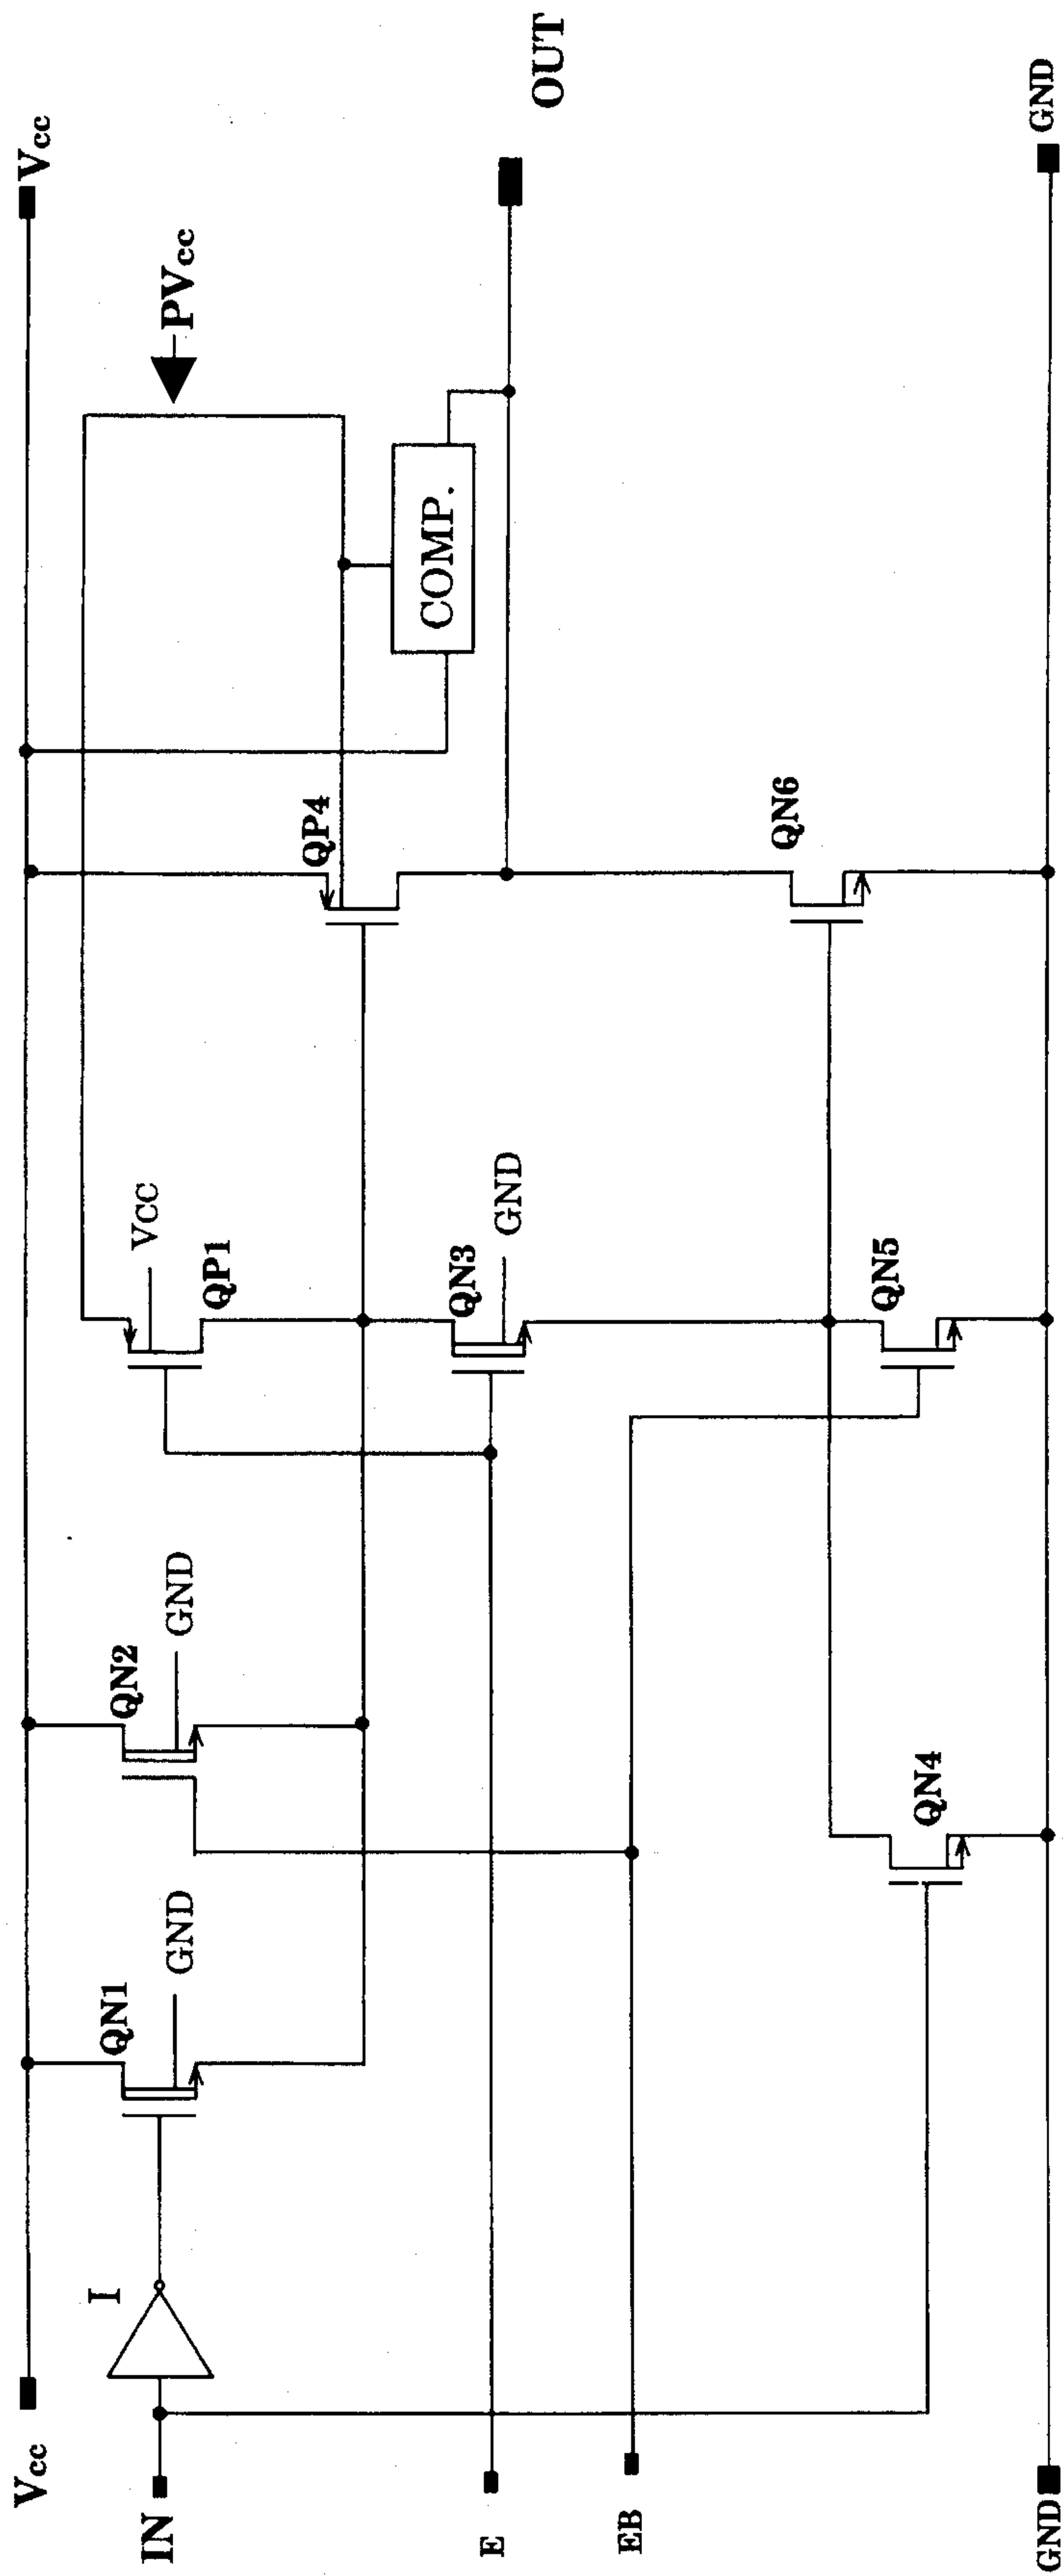 Vcc
Vcc
PVcc
OUT
GND
COMP.
QP4
QN6
VCC
QP1
QN3
GND
QN5
QN2
GND
QN4
QN1
GND
I
Vcc
IN
E
EB
GND